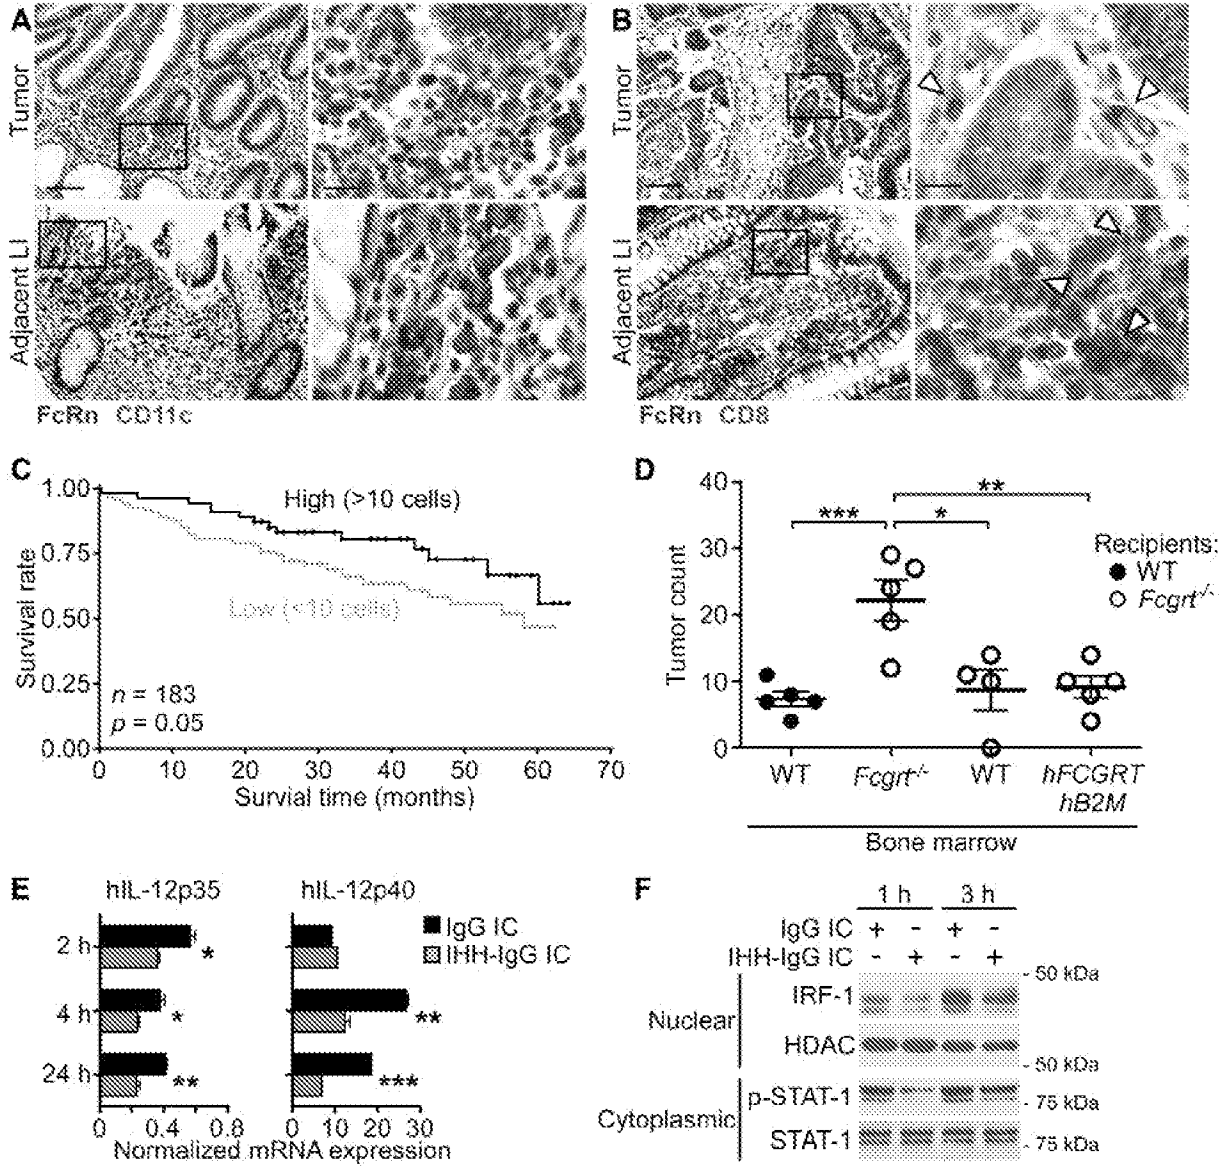 A
B
Tumor
Tumor
Adjacent LI
Adjacent LI
FcRn CD11c
FcRn CD8
C
1.00
0.75
0.50
0.25
0.00
Survival rate
High (>10 cells)
Low (<10 cells)
n = 183
p = 0.05
0 10 20 30 40 50 60 70
Survial time (months)
D
40
30
20
10
0
Tumor count
***
*
**
Recipients:
WT
Fcgrt-/-
WT Fcgrt-/- WT hFCGRT
hB2M
Bone marrow
E
hIL-12p35 hIL-12p40
IgG IC
IHH-IgG IC
2 h
*
4 h
* **
24 h
** ***
0 0.4 0.8 0 10 20 30
Normalized mRNA expression
F
1 h 3 h
IgG IC + - + -
IHH-IgG IC - + - +
- 50 kDa
Nuclear
IRF-1
HDAC
- 50 kDa
Cytoplasmic
p-STAT-1
- 75 kDa
STAT-1
- 75 kDa